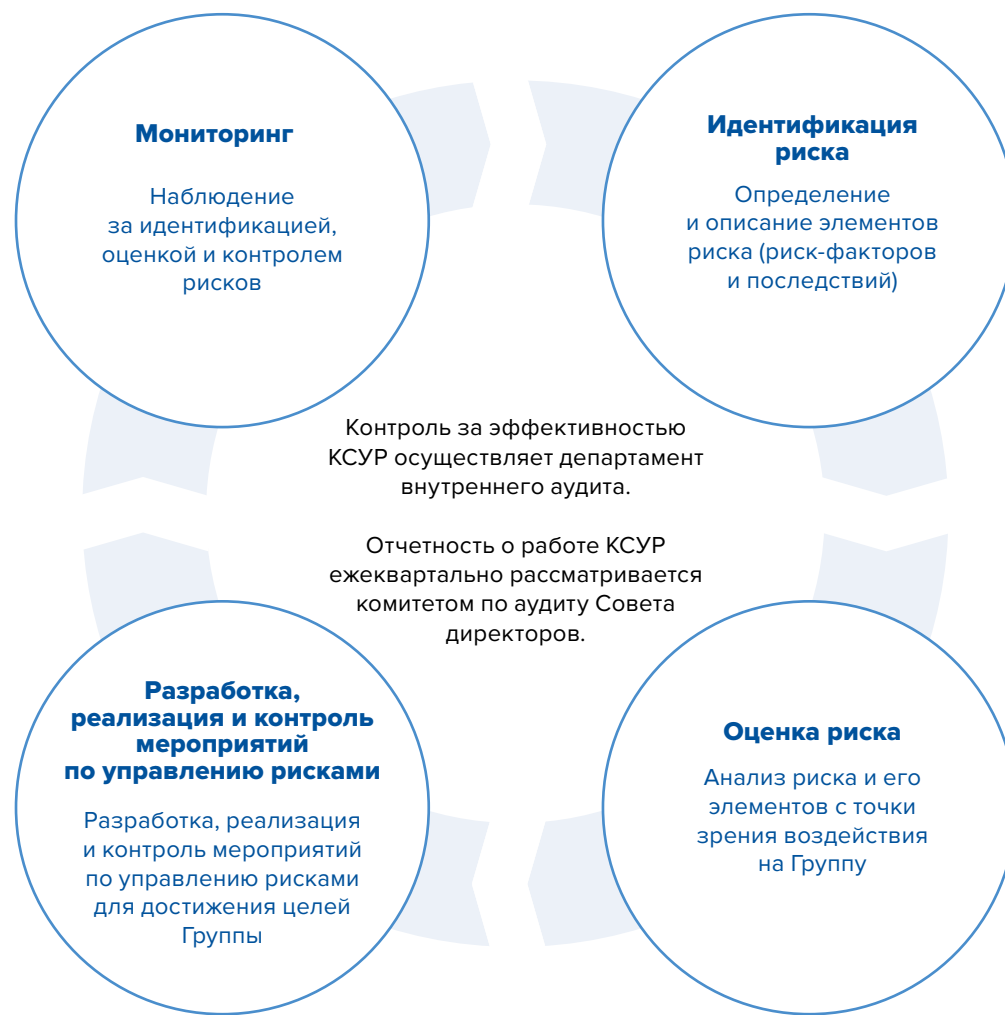 Мониторинг
Наблюдение
за идентификацией,
оценкой и контролем
рисков
Идентификация
риска
Определение
и описание элементов
риска (риск-факторов
и последствий)
Контроль за эффективностью
КСУР осуществляет департамент
внутреннего аудита.
Отчетность о работе КСУР
ежеквартально рассматривается
комитетом по аудиту Совета
директоров.
Разработка,
реализация и контроль
мероприятий
по управлению рисками
Разработка, реализация
и контроль мероприятий
по управлению рисками
для достижения целей
Группы
Оценка риска
Анализ риска и его
элементов с точки
зрения воздействия
на Группу